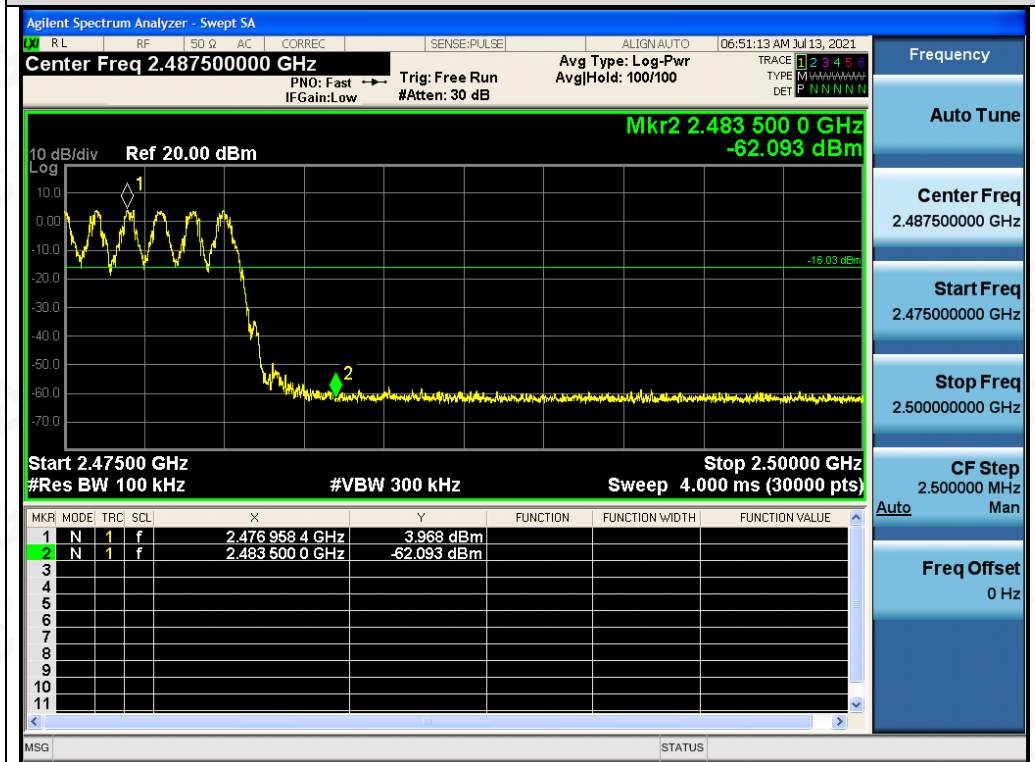 Agilent Spectrum Analyzer - Swept SA
LXI RL RF 50 Ω AC CORREC SENSE:PULSE ALIGN AUTO 06:51:13 AM Jul 13, 2021
Center Freq 2.487500000 GHz
PNO: Fast
IFGain:Low
Trig: Free Run
#Atten: 30 dB
Avg Type: Log-Pwr
Avg|Hold: 100/100
TRACE 1 2 3 4 5 6
TYPE M WWWWW
DET P N N N N N
Mkr2 2.483 500 0 GHz
-62.093 dBm
10 dB/div Ref 20.00 dBm
Log
10.0
0.00
-10.0
-20.0
-30.0
-40.0
-50.0
-60.0
-70.0
1
-16.03 dBm
2
Start 2.47500 GHz Stop 2.50000 GHz
#Res BW 100 kHz #VBW 300 kHz Sweep 4.000 ms (30000 pts)
MKR MODE TRC SCL X Y FUNCTION FUNCTION WIDTH FUNCTION VALUE
1 N 1 f 2.476 958 4 GHz 3.968 dBm
2 N 1 f 2.483 500 0 GHz -62.093 dBm
3
4
5
6
7
8
9
10
11
MSG STATUS
Frequency
Auto Tune
Center Freq
2.487500000 GHz
Start Freq
2.475000000 GHz
Stop Freq
2.500000000 GHz
CF Step
2.500000 MHz
Auto Man
Freq Offset
0 Hz